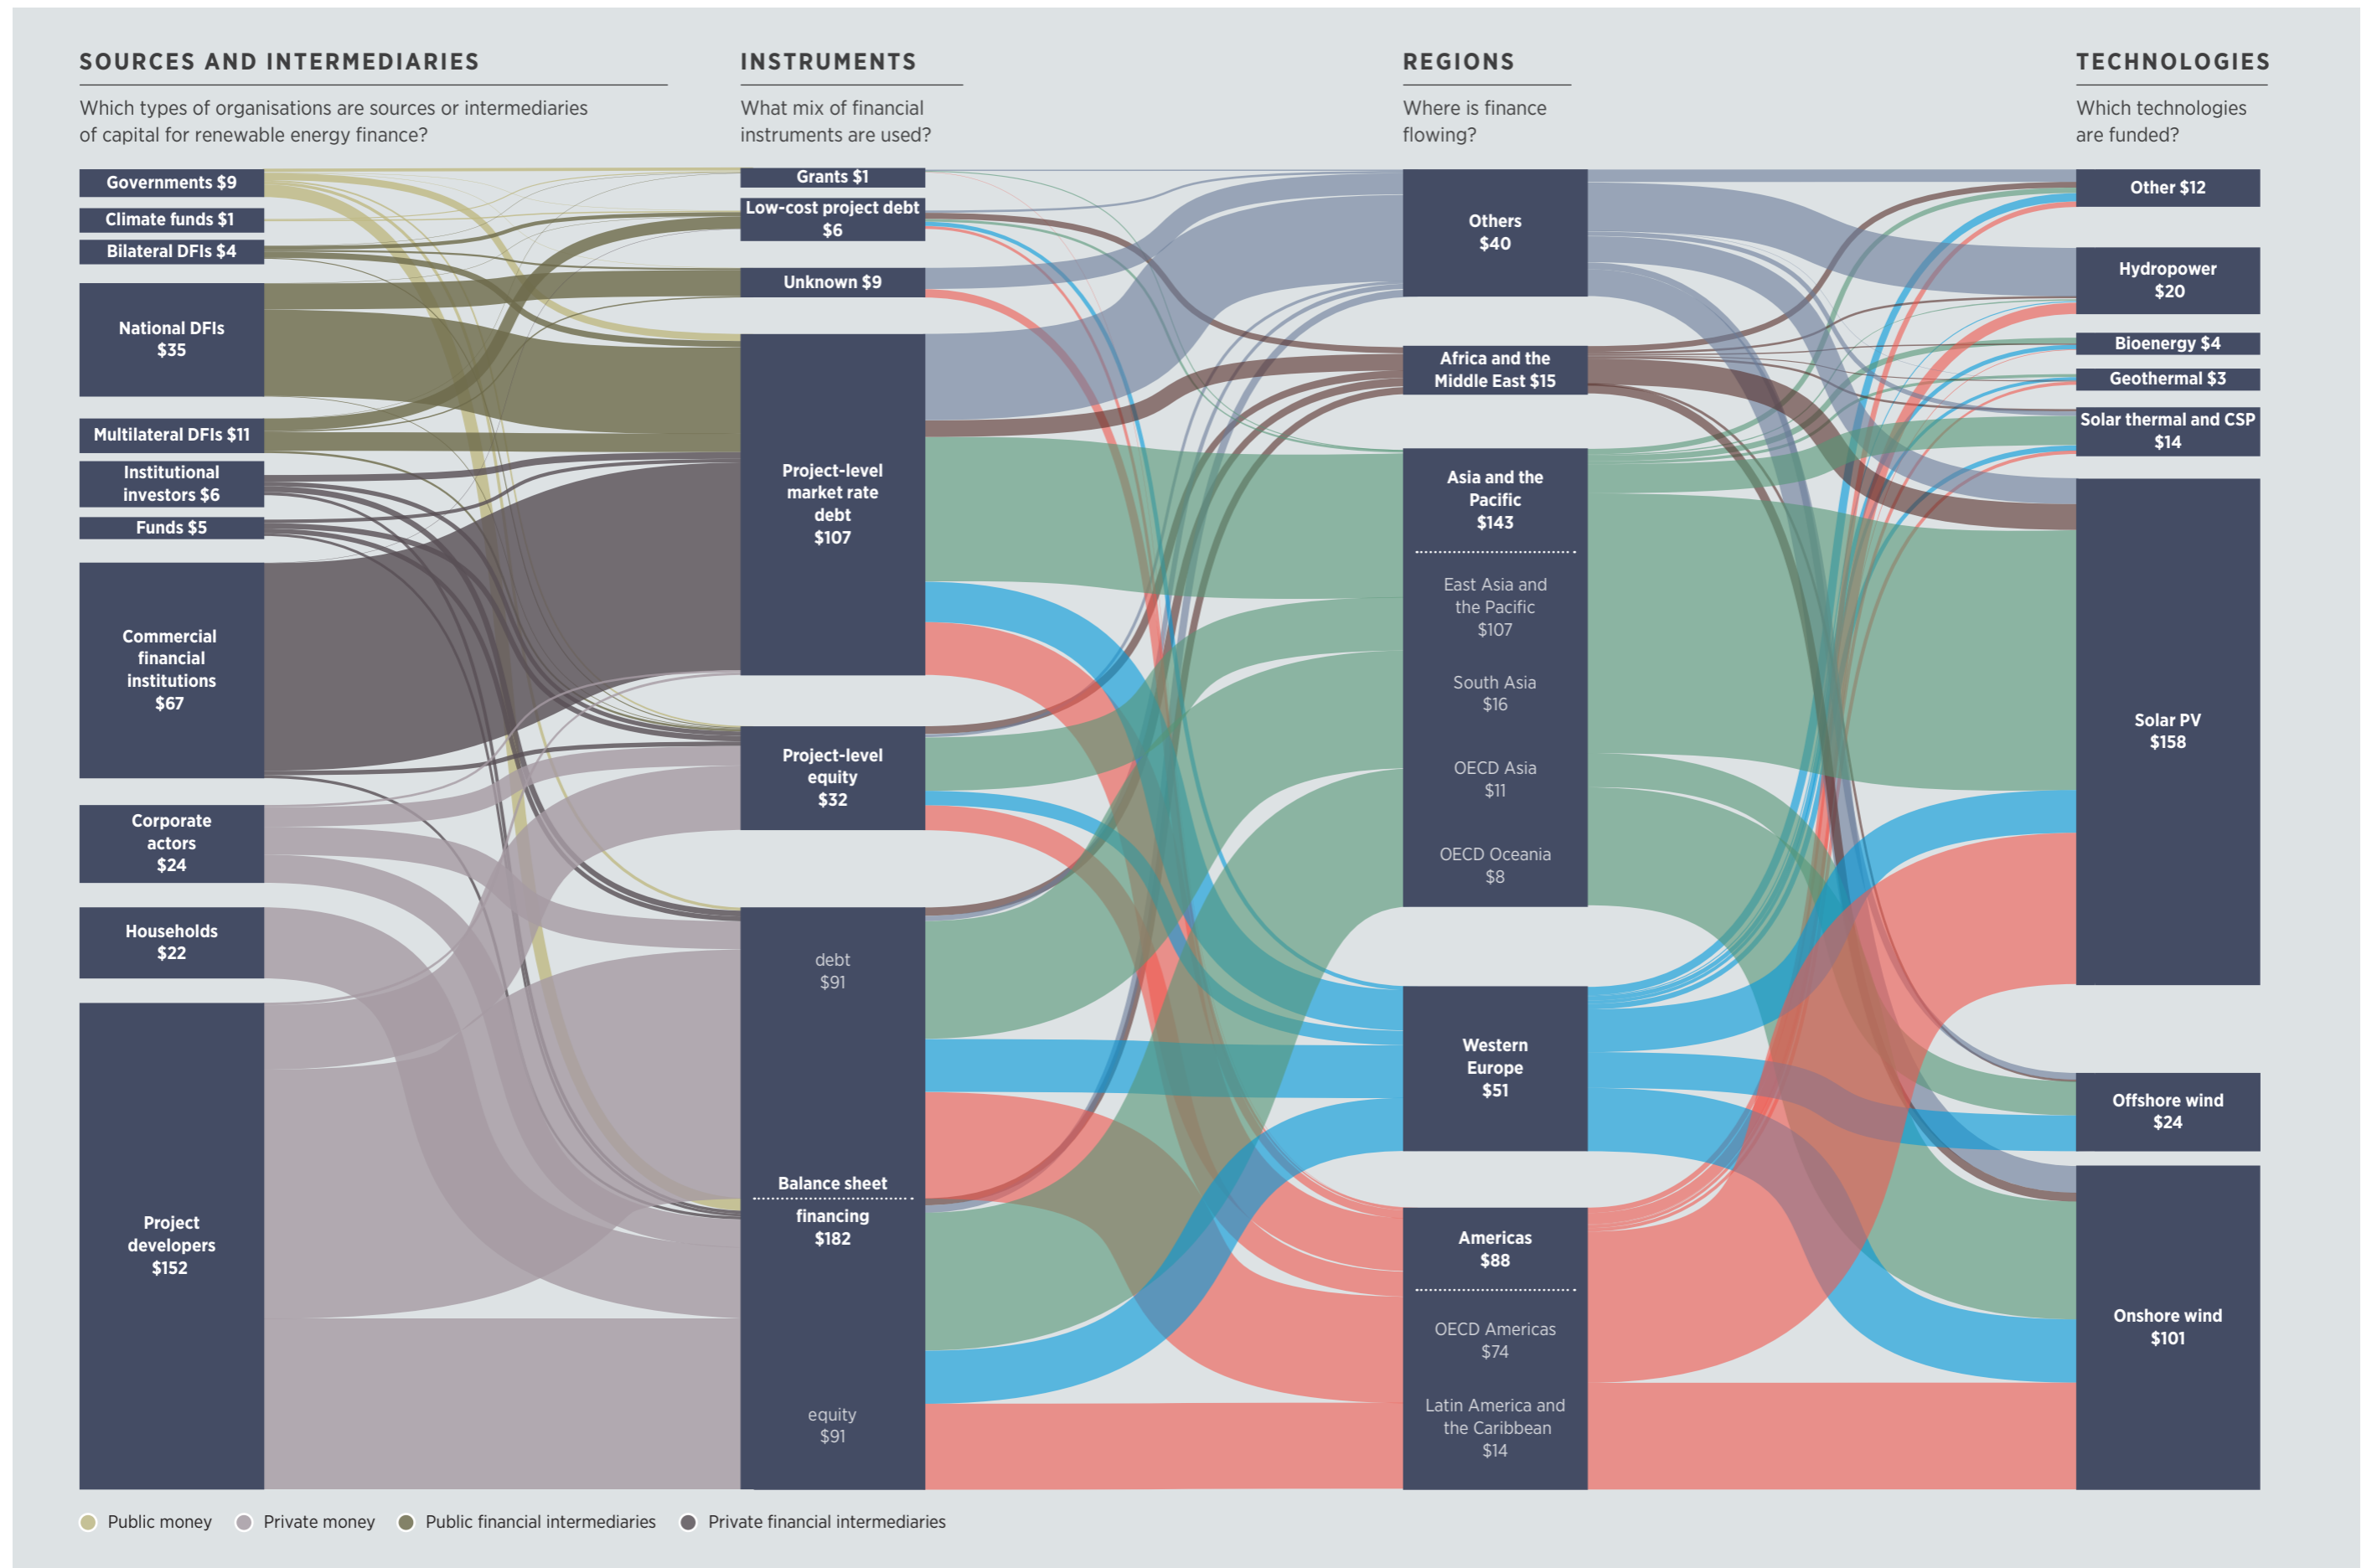 SOURCES AND INTERMEDIARIES
Which types of organisations are sources or intermediaries
of capital for renewable energy finance?
Governments $9
Climate funds $1
Bilateral DFIs $4
National DFIs
$35
Multilateral DFIs $11
Institutional
investors $6
Funds $5
Commercial
financial
institutions
$67
Corporate
actors
$24
Households
$22
Project
developers
$152
INSTRUMENTS
What mix of financial
instruments are used?
Grants $1
Low-cost project debt
$6
Unknown $9
Project-level
market rate
debt
$107
Project-level
equity
$32
debt
$91
Balance sheet
financing
$182
equity
$91
REGIONS
Where is finance
flowing?
Others
$40
Africa and the
Middle East $15
Asia and the
Pacific
$143
East Asia and
the Pacific
$107
South Asia
$16
OECD Asia
$11
OECD Oceania
$8
Western
Europe
$51
Americas
$88
OECD Americas
$74
Latin America and
the Caribbean
$14
TECHNOLOGIES
Which technologies
are funded?
Other $12
Hydropower
$20
Bioenergy $4
Geothermal $3
Solar thermal and CSP
$14
Solar PV
$158
Offshore wind
$24
Onshore wind
$101
Public money
Private money
Public financial intermediaries
Private financial intermediaries